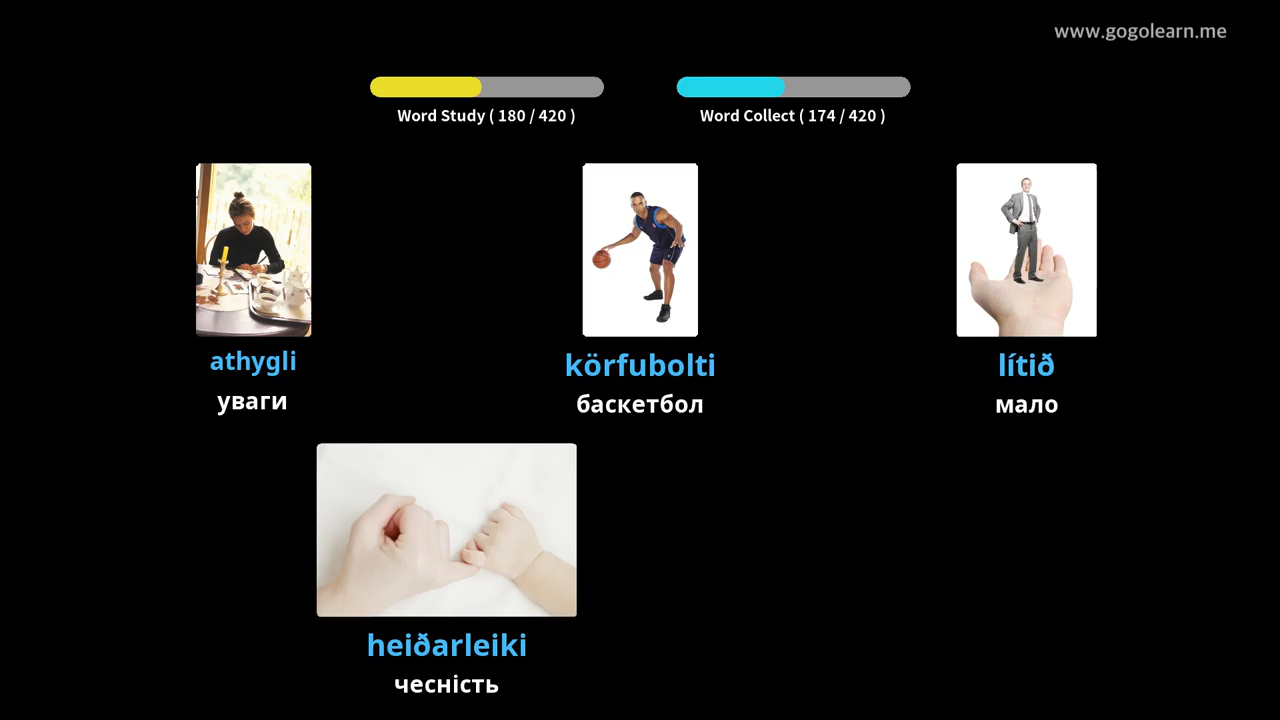 www.gogolearn.me
Word Study ( 180 / 420 )
Word Collect ( 174 / 420 )
athygli
уваги
körfubolti
баскетбол
lítið
мало
heiðarleiki
чесність